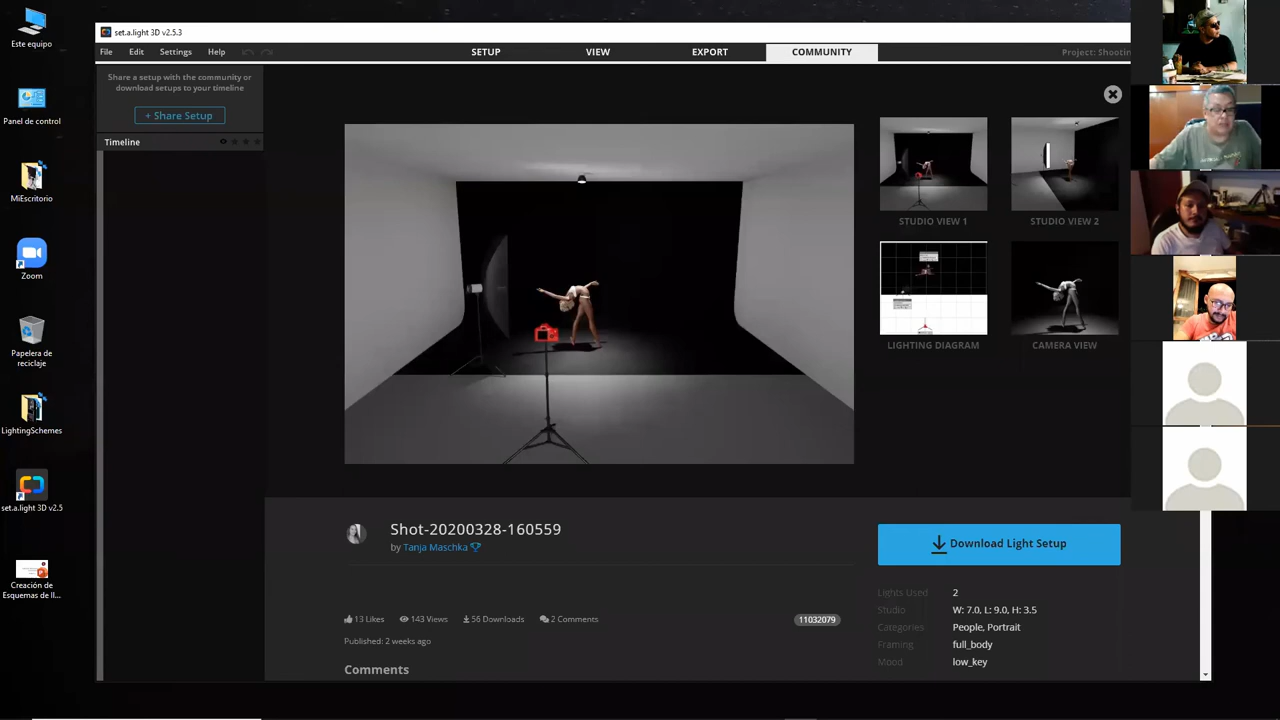 Este equipo
Panel de control
MiEscritorio
Zoom
Papelera de
reciclaje
LightingSchemes
set.a.light 3D v2.5
Creación de
Esquemas de Il...
set.a.light 3D v2.5.3
File Edit Settings Help
SETUP VIEW EXPORT COMMUNITY
Project: Shootin
Share a setup with the community or
download setups to your timeline
+ Share Setup
Timeline
STUDIO VIEW 1 STUDIO VIEW 2
LIGHTING DIAGRAM CAMERA VIEW
Shot-20200328-160559
by Tanja Maschka
13 Likes 143 Views 56 Downloads 2 Comments 11032079
Published: 2 weeks ago
Comments
Download Light Setup
Lights Used 2
Studio W: 7.0, L: 9.0, H: 3.5
Categories People, Portrait
Framing full_body
Mood low_key